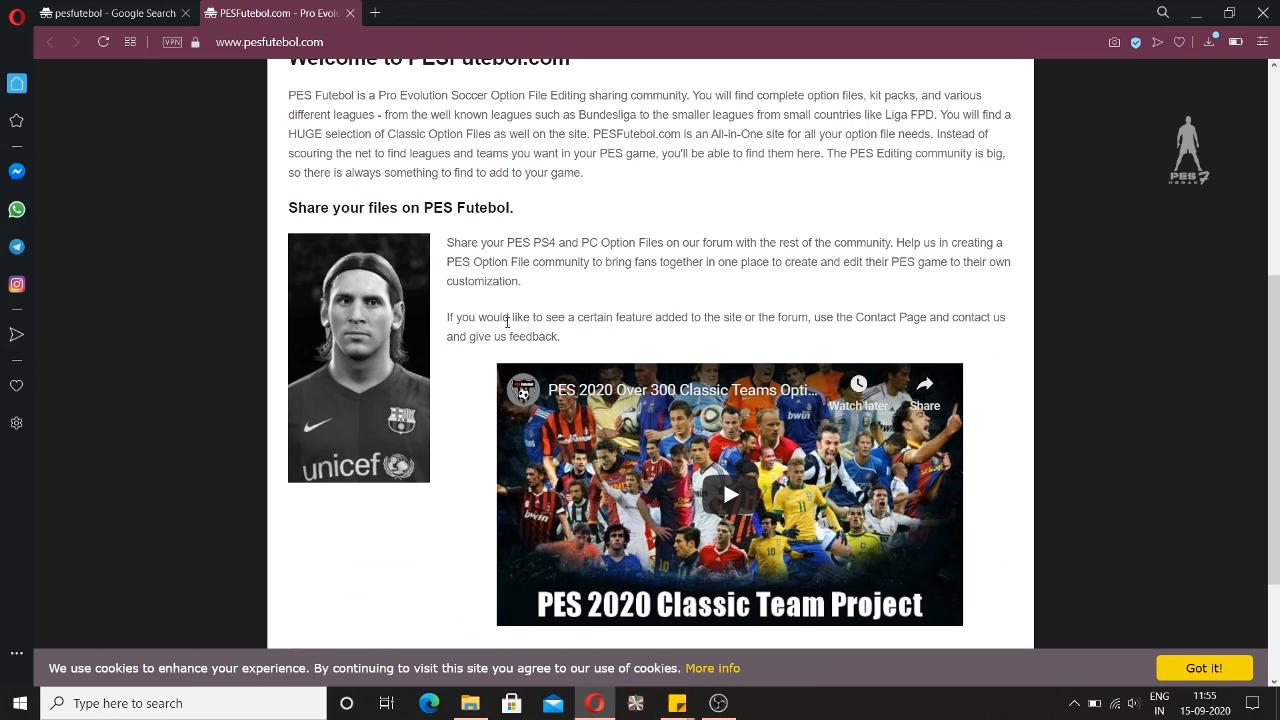 pesfutebol - Google Search
PESFutebol.com - Pro Evol
VPN
www.pesfutebol.com
Welcome to PESFutebol.com
PES Futebol is a Pro Evolution Soccer Option File Editing sharing community. You will find complete option files, kit packs, and various
different leagues - from the well known leagues such as Bundesliga to the smaller leagues from small countries like Liga FPD. You will find a
HUGE selection of Classic Option Files as well on the site. PESFutebol.com is an All-in-One site for all your option file needs. Instead of
scouring the net to find leagues and teams you want in your PES game, you'll be able to find them here. The PES Editing community is big,
so there is always something to find to add to your game.
Share your files on PES Futebol.
Share your PES PS4 and PC Option Files on our forum with the rest of the community. Help us in creating a
PES Option File community to bring fans together in one place to create and edit their PES game to their own
customization.
If you would like to see a certain feature added to the site or the forum, use the Contact Page and contact us
and give us feedback.
unicef
PES 2020 Over 300 Classic Teams Opti...
Watch later
Share
bwin
bwin
bwin
11
10
PES 2020 Classic Team Project
We use cookies to enhance your experience. By continuing to visit this site you agree to our use of cookies. More info
Got it!
Type here to search
ENG
IN
11:55
15-09-2020